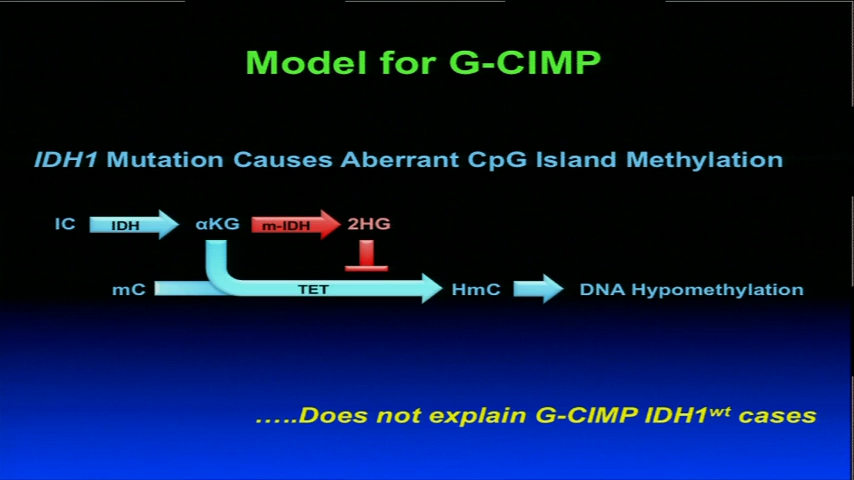 Model for G-CIMP
IDH1 Mutation Causes Aberrant CpG Island Methylation
IC IDH αKG m-IDH 2HG
mC TET HmC DNA Hypomethylation
.....Does not explain G-CIMP IDH1ʷᵗ cases